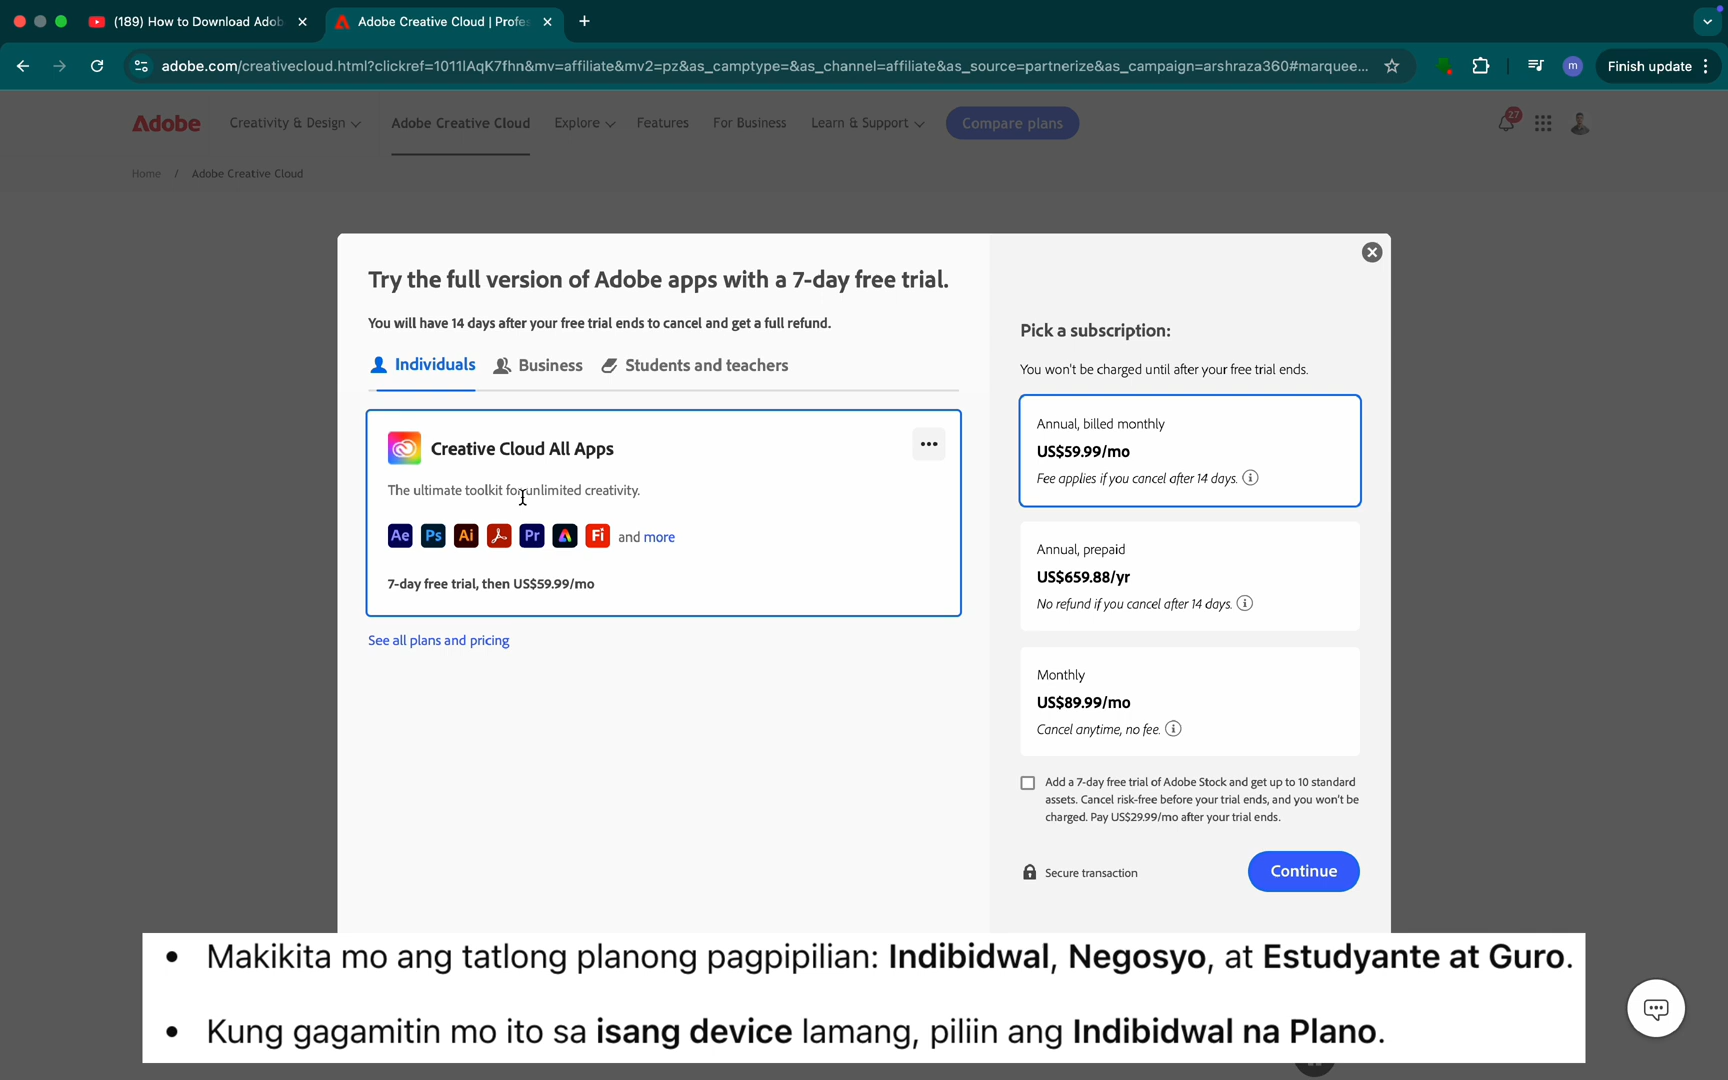 (189) How to Download Adob
Adobe Creative Cloud | Profes
adobe.com/creativecloud.html?clickref=1011lAqK7fhn&mv=affiliate&mv2=pz&as_camptype=&as_channel=affiliate&as_source=partnerize&as_campaign=arshraza360#marquee...
m
Finish update
Adobe
Creativity & Design
Adobe Creative Cloud
Explore
Features
For Business
Learn & Support
Compare plans
27
Home / Adobe Creative Cloud
Try the full version of Adobe apps with a 7-day free trial.
You will have 14 days after your free trial ends to cancel and get a full refund.
Individuals
Business
Students and teachers
Creative Cloud All Apps
The ultimate toolkit for unlimited creativity.
Ae Ps Ai Pr Fi and more
7-day free trial, then US$59.99/mo
See all plans and pricing
Pick a subscription:
You won't be charged until after your free trial ends.
Annual, billed monthly
US$59.99/mo
Fee applies if you cancel after 14 days.
Annual, prepaid
US$659.88/yr
No refund if you cancel after 14 days.
Monthly
US$89.99/mo
Cancel anytime, no fee.
Add a 7-day free trial of Adobe Stock and get up to 10 standard
assets. Cancel risk-free before your trial ends, and you won't be
charged. Pay US$29.99/mo after your trial ends.
Secure transaction
Continue
• Makikita mo ang tatlong planong pagpipilian: Indibidwal, Negosyo, at Estudyante at Guro.
• Kung gagamitin mo ito sa isang device lamang, piliin ang Indibidwal na Plano.